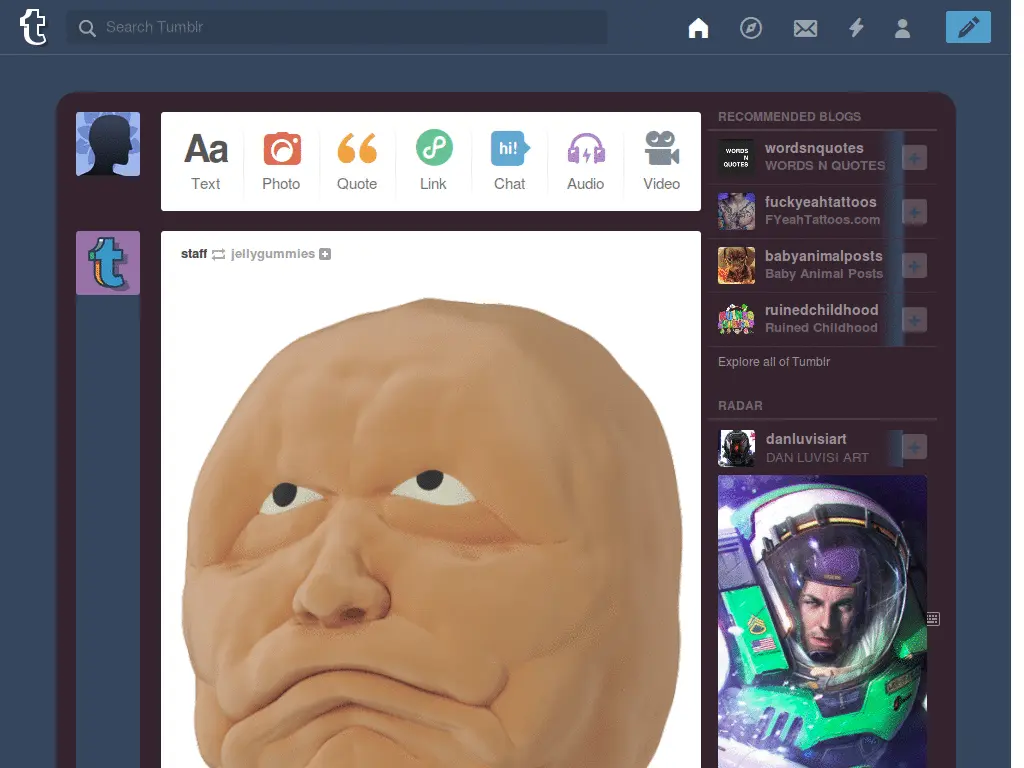 t
Search Tumblr
Aa
hi!
Text
Photo
Quote
Link
Chat
Audio
Video
t
staff jellygummies
RECOMMENDED BLOGS
WORDS
N
QUOTES
wordsnquotes
WORDS N QUOTES
fuckyeahtattoos
FYeahTattoos.com
babyanimalposts
Baby Animal Posts
ruinedchildhood
Ruined Childhood
Explore all of Tumblr
RADAR
danluvisiart
DAN LUVISI ART